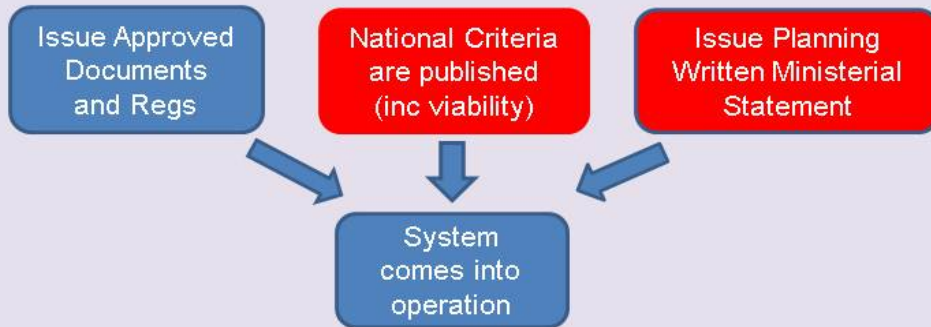 Issue Approved
Documents
and Regs
National Criteria
are published
(inc viability)
Issue Planning
Written Ministerial
Statement
System
comes into
operation